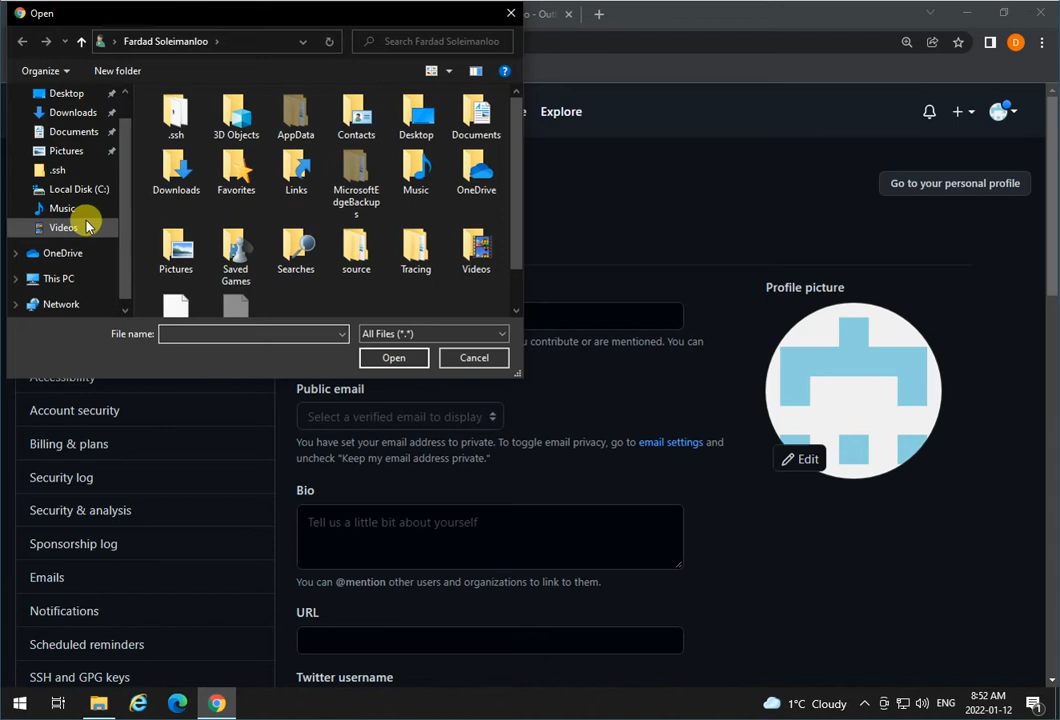 Open
o - Outl
Fardad Soleimanloo
Search Fardad Soleimanloo
Organize
New folder
Desktop
Downloads
Documents
Pictures
.ssh
Local Disk (C:)
Music
Videos
OneDrive
This PC
Network
.ssh
3D Objects
AppData
Contacts
Desktop
Documents
Downloads
Favorites
Links
MicrosoftE
dgeBackup
s
Music
OneDrive
Pictures
Saved
Games
Searches
source
Tracing
Videos
File name:
All Files (*.*)
Open
Cancel
D
Explore
Go to your personal profile
Profile picture
Edit
contribute or are mentioned. You can
Public email
Select a verified email to display
You have set your email address to private. To toggle email privacy, go to email settings and
uncheck "Keep my email address private."
Bio
Tell us a little bit about yourself
You can @mention other users and organizations to link to them.
URL
Twitter username
Accessibility
Account security
Billing & plans
Security log
Security & analysis
Sponsorship log
Emails
Notifications
Scheduled reminders
SSH and GPG keys
1°C Cloudy
ENG
8:52 AM
2022-01-12
1